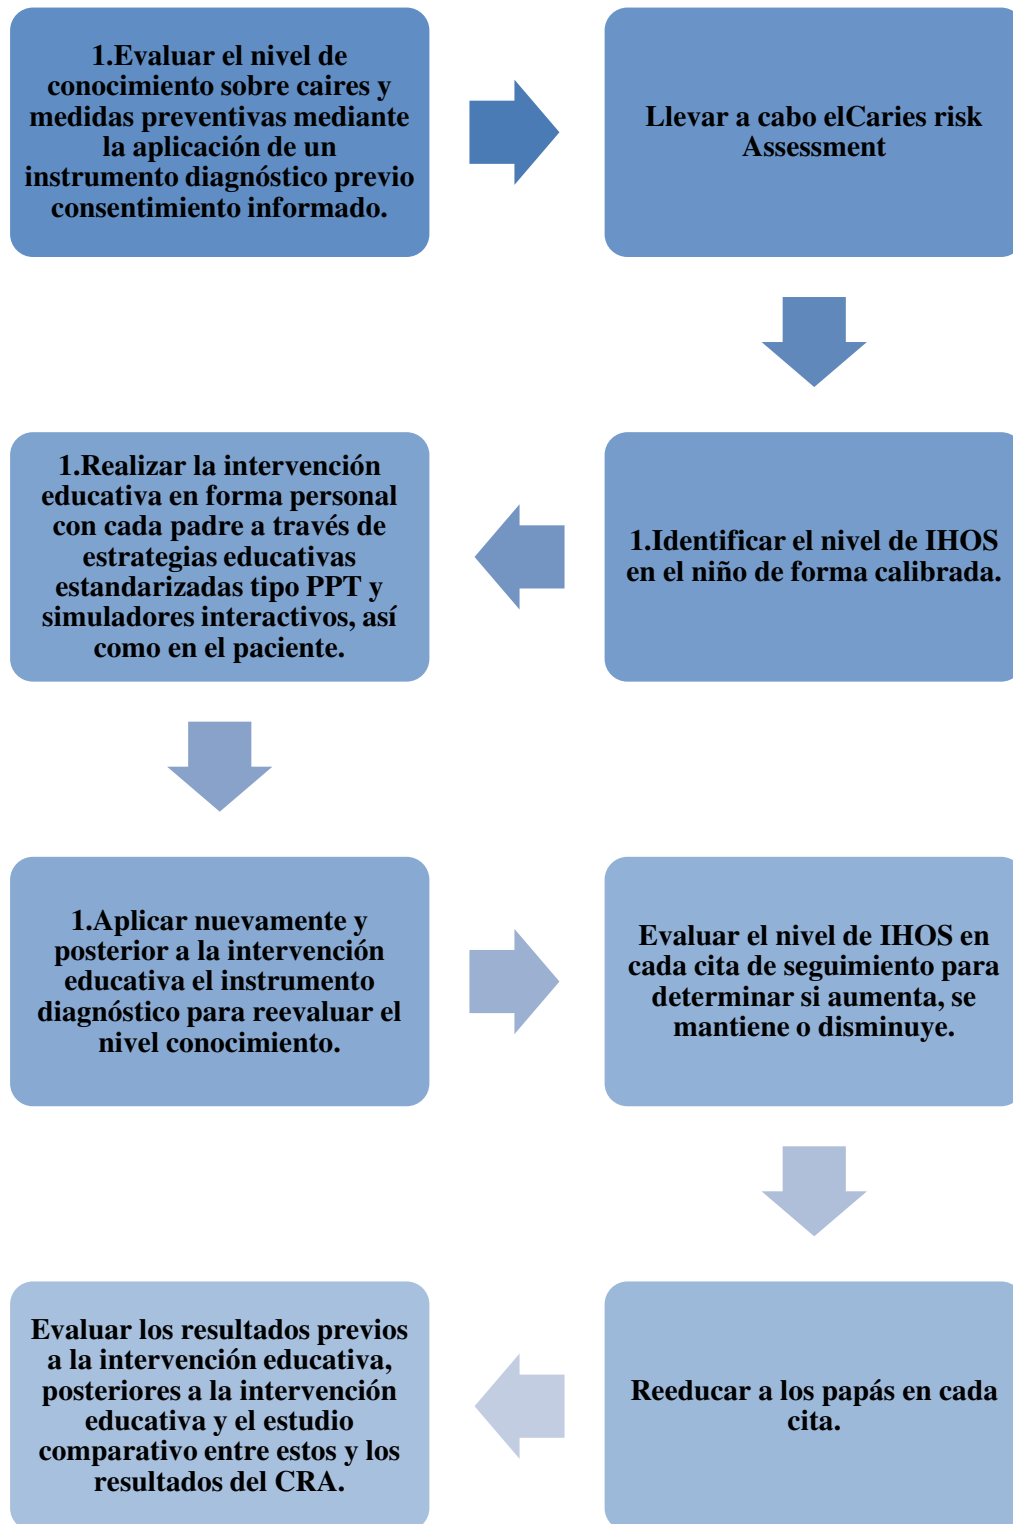 1.Evaluar el nivel de
conocimiento sobre caires y
medidas preventivas mediante
la aplicación de un
instrumento diagnóstico previo
consentimiento informado.
Llevar a cabo elCaries risk
Assessment
1.Identificar el nivel de IHOS
en el niño de forma calibrada.
1.Realizar la intervención
educativa en forma personal
con cada padre a través de
estrategias educativas
estandarizadas tipo PPT y
simuladores interactivos, así
como en el paciente.
1.Aplicar nuevamente y
posterior a la intervención
educativa el instrumento
diagnóstico para reevaluar el
nivel conocimiento.
Evaluar el nivel de IHOS en
cada cita de seguimiento para
determinar si aumenta, se
mantiene o disminuye.
Reeducar a los papás en cada
cita.
Evaluar los resultados previos
a la intervención educativa,
posteriores a la intervención
educativa y el estudio
comparativo entre estos y los
resultados del CRA.